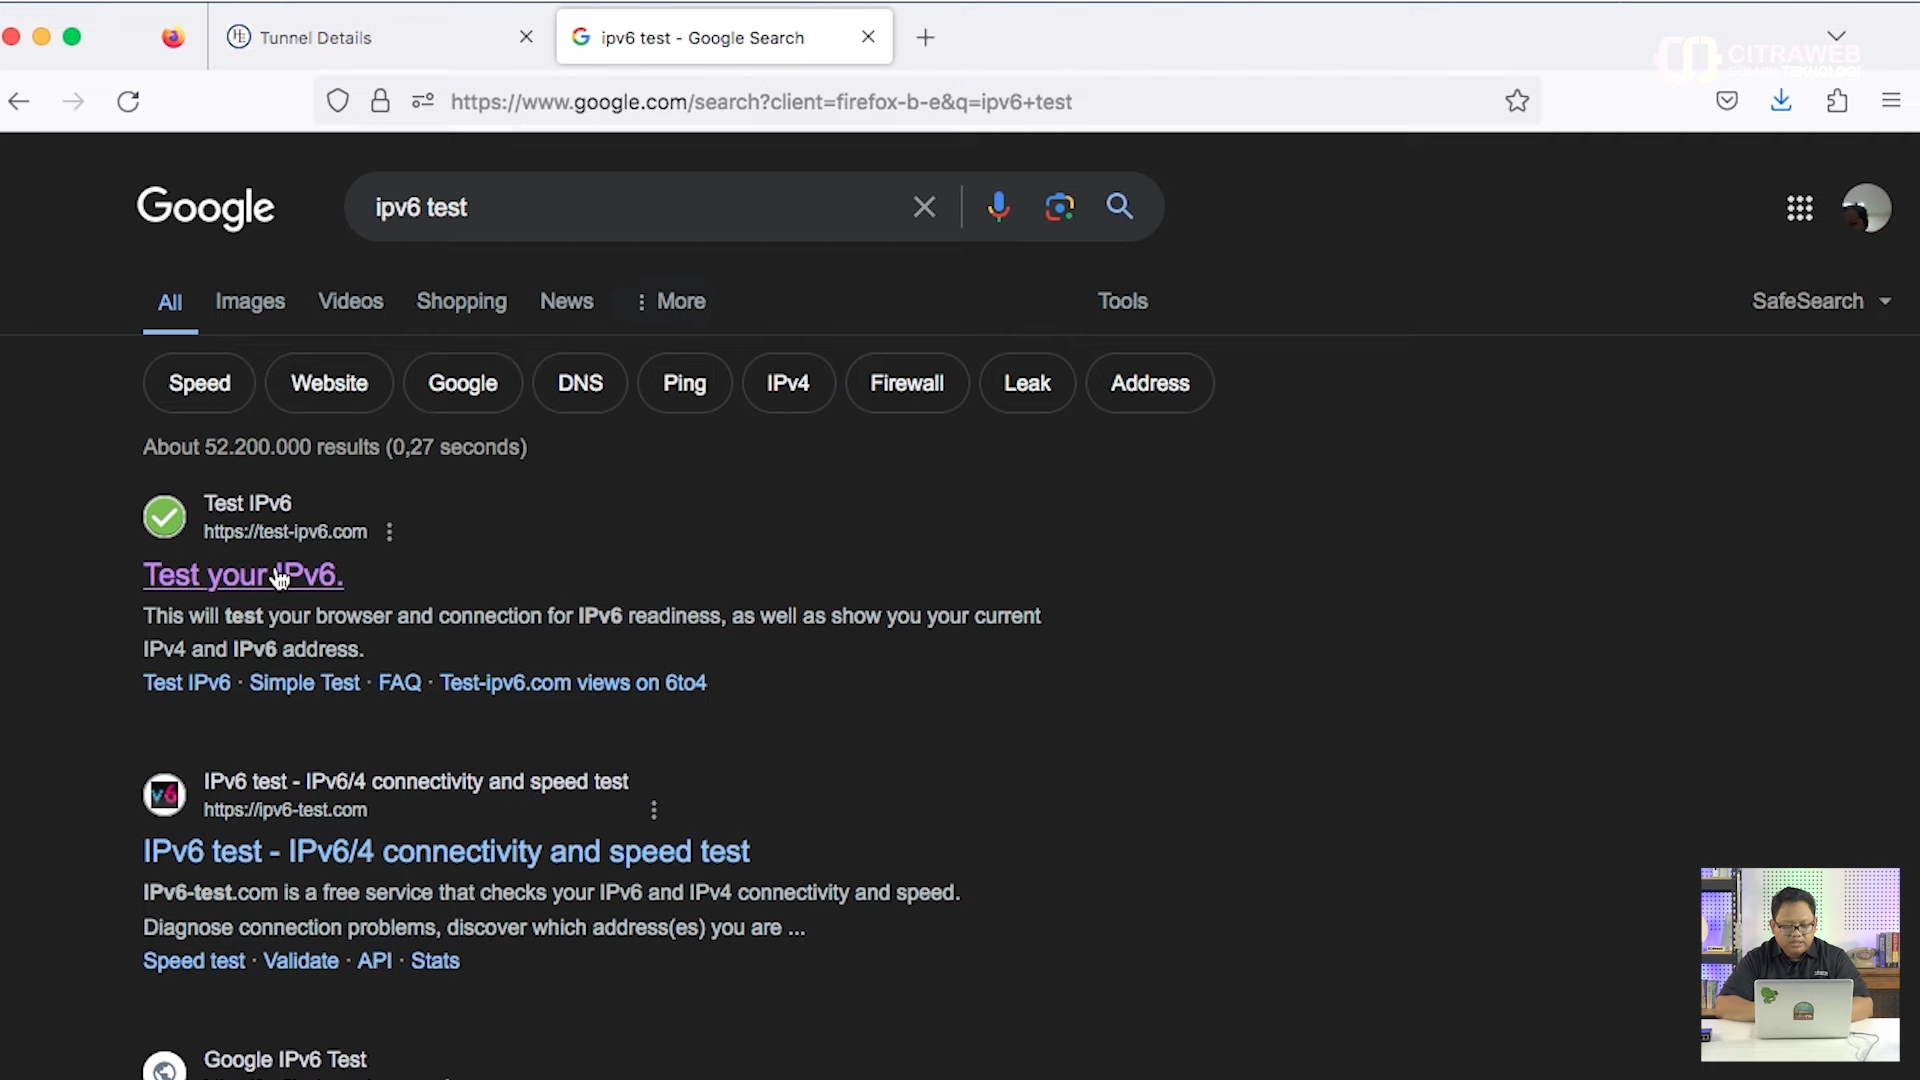 Tunnel Details
ipv6 test - Google Search
CITRAWEB
SOLUSI TEKNOLOGI
https://www.google.com/search?client=firefox-b-e&q=ipv6+test
Google
ipv6 test
All
Images
Videos
Shopping
News
More
Tools
SafeSearch
Speed
Website
Google
DNS
Ping
IPv4
Firewall
Leak
Address
About 52.200.000 results (0,27 seconds)
Test IPv6
https://test-ipv6.com
Test your IPv6.
This will test your browser and connection for IPv6 readiness, as well as show you your current
IPv4 and IPv6 address.
Test IPv6 · Simple Test · FAQ · Test-ipv6.com views on 6to4
v6
IPv6 test - IPv6/4 connectivity and speed test
https://ipv6-test.com
IPv6 test - IPv6/4 connectivity and speed test
IPv6-test.com is a free service that checks your IPv6 and IPv4 connectivity and speed.
Diagnose connection problems, discover which address(es) you are ...
Speed test · Validate · API · Stats
Google IPv6 Test